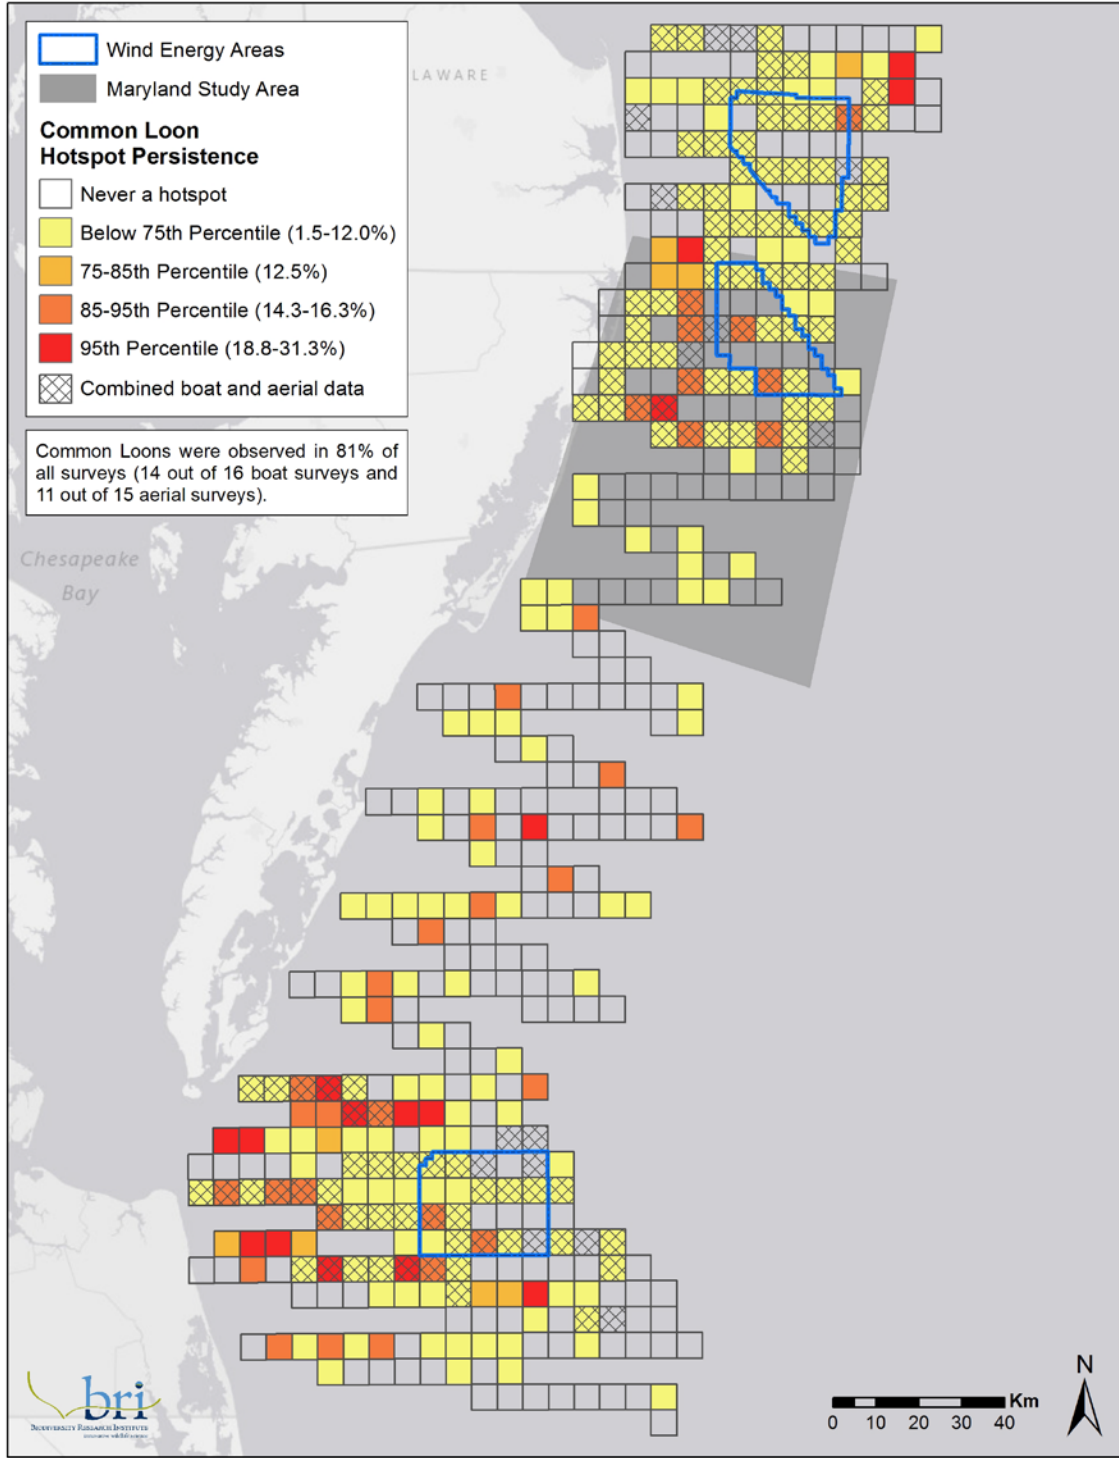 Wind Energy Areas
Maryland Study Area
Common Loon
Hotspot Persistence
Never a hotspot
Below 75th Percentile (1.5-12.0%)
75-85th Percentile (12.5%)
85-95th Percentile (14.3-16.3%)
95th Percentile (18.8-31.3%)
Combined boat and aerial data
Common Loons were observed in 81% of
all surveys (14 out of 16 boat surveys and
11 out of 15 aerial surveys).
LAWARE
Chesapeake
Bay
bri
BIODIVERSITY RESEARCH INSTITUTE
N
Km
0 10 20 30 40